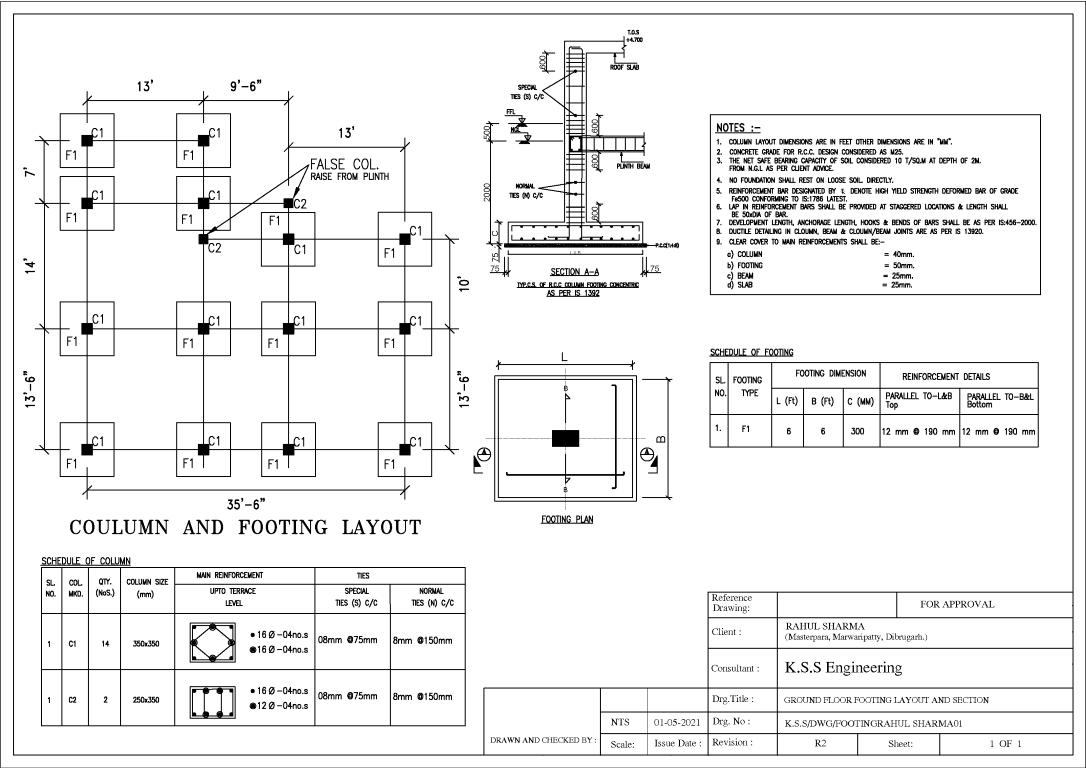 13'
9'-6"
13'
7'
14'
13'-6"
10'
13'-6"
35'-6"
C1
F1
C1
F1
FALSE COL.
RAISE FROM PLINTH
C1
F1
C1
F1
C2
C2
F1
C1
C1
F1
C1
F1
C1
F1
C1
F1
C1
F1
C1
F1
C1
F1
C1
F1
C1
F1
COULUMN AND FOOTING LAYOUT
T.O.S
+4.700
ROOF SLAB
600
SPECIAL
TIES (S) C/C
FFL
NGL
500
600
PLINTH BEAM
600
NORMAL
TIES (N) C/C
2000
600
C
75
75
75
P.C.C(1:4:8)
SECTION A-A
TYP.C.S. OF R.C.C COLUMN FOOTING CONCENTRIC
AS PER IS 1392
L
B
B
B
FOOTING PLAN
NOTES :-
1. COLUMN LAYOUT DIMENSIONS ARE IN FEET OTHER DIMENSIONS ARE IN "MM".
2. CONCRETE GRADE FOR R.C.C. DESIGN CONSIDERED AS M25.
3. THE NET SAFE BEARING CAPACITY OF SOIL CONSIDERED 10 T/SQ.M AT DEPTH OF 2M.
FROM N.G.L AS PER CLIENT ADVICE.
4. NO FOUNDATION SHALL REST ON LOOSE SOIL. DIRECTLY.
5. REINFORCEMENT BAR DESIGNATED BY t DENOTE HIGH YIELD STRENGTH DEFORMED BAR OF GRADE
Fe500 CONFORMING TO IS:1786 LATEST.
6. LAP IN REINFORCEMENT BARS SHALL BE PROVIDED AT STAGGERED LOCATIONS & LENGTH SHALL
BE 50xDIA OF BAR.
7. DEVELOPMENT LENGTH, ANCHORAGE LENGTH, HOOKS & BENDS OF BARS SHALL BE AS PER IS:456-2000.
8. DUCTILE DETAILING IN CLOUMN, BEAM & CLOUMN/BEAM JOINTS ARE AS PER IS 13920.
9. CLEAR COVER TO MAIN REINFORCEMENTS SHALL BE:-
a) COLUMN = 40mm.
b) FOOTING = 50mm.
c) BEAM = 25mm.
d) SLAB = 25mm.
SCHEDULE OF FOOTING
SL. NO. FOOTING TYPE FOOTING DIMENSION REINFORCEMENT DETAILS
L (Ft) B (Ft) C (MM) PARALLEL TO-L&B Top PARALLEL TO-B&L Bottom
1. F1 6 6 300 12 mm @ 190 mm 12 mm @ 190 mm
SCHEDULE OF COLUMN
SL. NO. COL. MKD. QTY. (NoS.) COLUMN SIZE (mm) MAIN REINFORCEMENT TIES
UPTO TERRACE LEVEL SPECIAL TIES (S) C/C NORMAL TIES (N) C/C
1 C1 14 350x350 16 Ø -04no.s 08mm @75mm 8mm @150mm
16 Ø -04no.s
1 C2 2 250x350 16 Ø -04no.s 08mm @75mm 8mm @150mm
12 Ø -04no.s
Reference Drawing: FOR APPROVAL
Client : RAHUL SHARMA
(Masterpara, Marwaripatty, Dibrugarh.)
Consultant : K.S.S Engineering
Drg.Title : GROUND FLOOR FOOTING LAYOUT AND SECTION
NTS 01-05-2021 Drg. No : K.S.S/DWG/FOOTINGRAHUL SHARMA01
DRAWN AND CHECKED BY : Scale: Issue Date : Revision : R2 Sheet: 1 OF 1